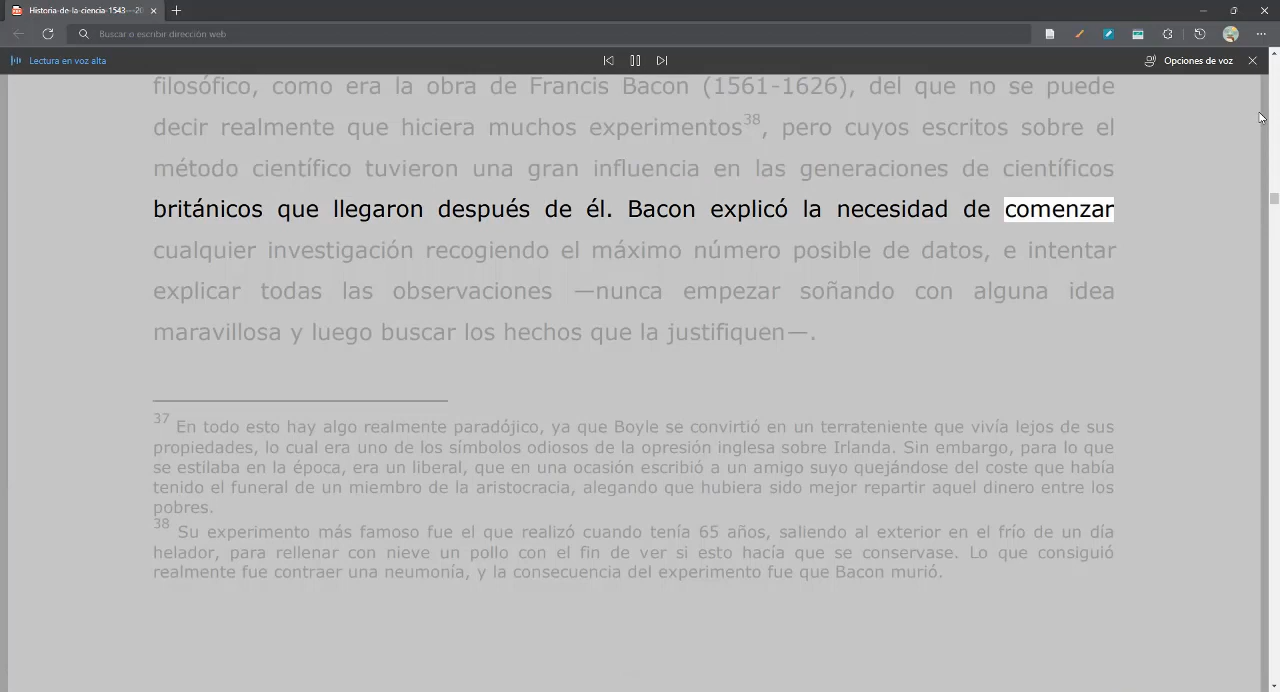 Historia-de-la-ciencia-1543---20
Buscar o escribir dirección web
Lectura en voz alta
Opciones de voz
filosófico, como era la obra de Francis Bacon (1561-1626), del que no se puede
decir realmente que hiciera muchos experimentos38, pero cuyos escritos sobre el
método científico tuvieron una gran influencia en las generaciones de científicos
británicos que llegaron después de él. Bacon explicó la necesidad de comenzar
cualquier investigación recogiendo el máximo número posible de datos, e intentar
explicar todas las observaciones —nunca empezar soñando con alguna idea
maravillosa y luego buscar los hechos que la justifiquen—.
37 En todo esto hay algo realmente paradójico, ya que Boyle se convirtió en un terrateniente que vivía lejos de sus
propiedades, lo cual era uno de los símbolos odiosos de la opresión inglesa sobre Irlanda. Sin embargo, para lo que
se estilaba en la época, era un liberal, que en una ocasión escribió a un amigo suyo quejándose del coste que había
tenido el funeral de un miembro de la aristocracia, alegando que hubiera sido mejor repartir aquel dinero entre los
pobres.
38 Su experimento más famoso fue el que realizó cuando tenía 65 años, saliendo al exterior en el frío de un día
helador, para rellenar con nieve un pollo con el fin de ver si esto hacía que se conservase. Lo que consiguió
realmente fue contraer una neumonía, y la consecuencia del experimento fue que Bacon murió.